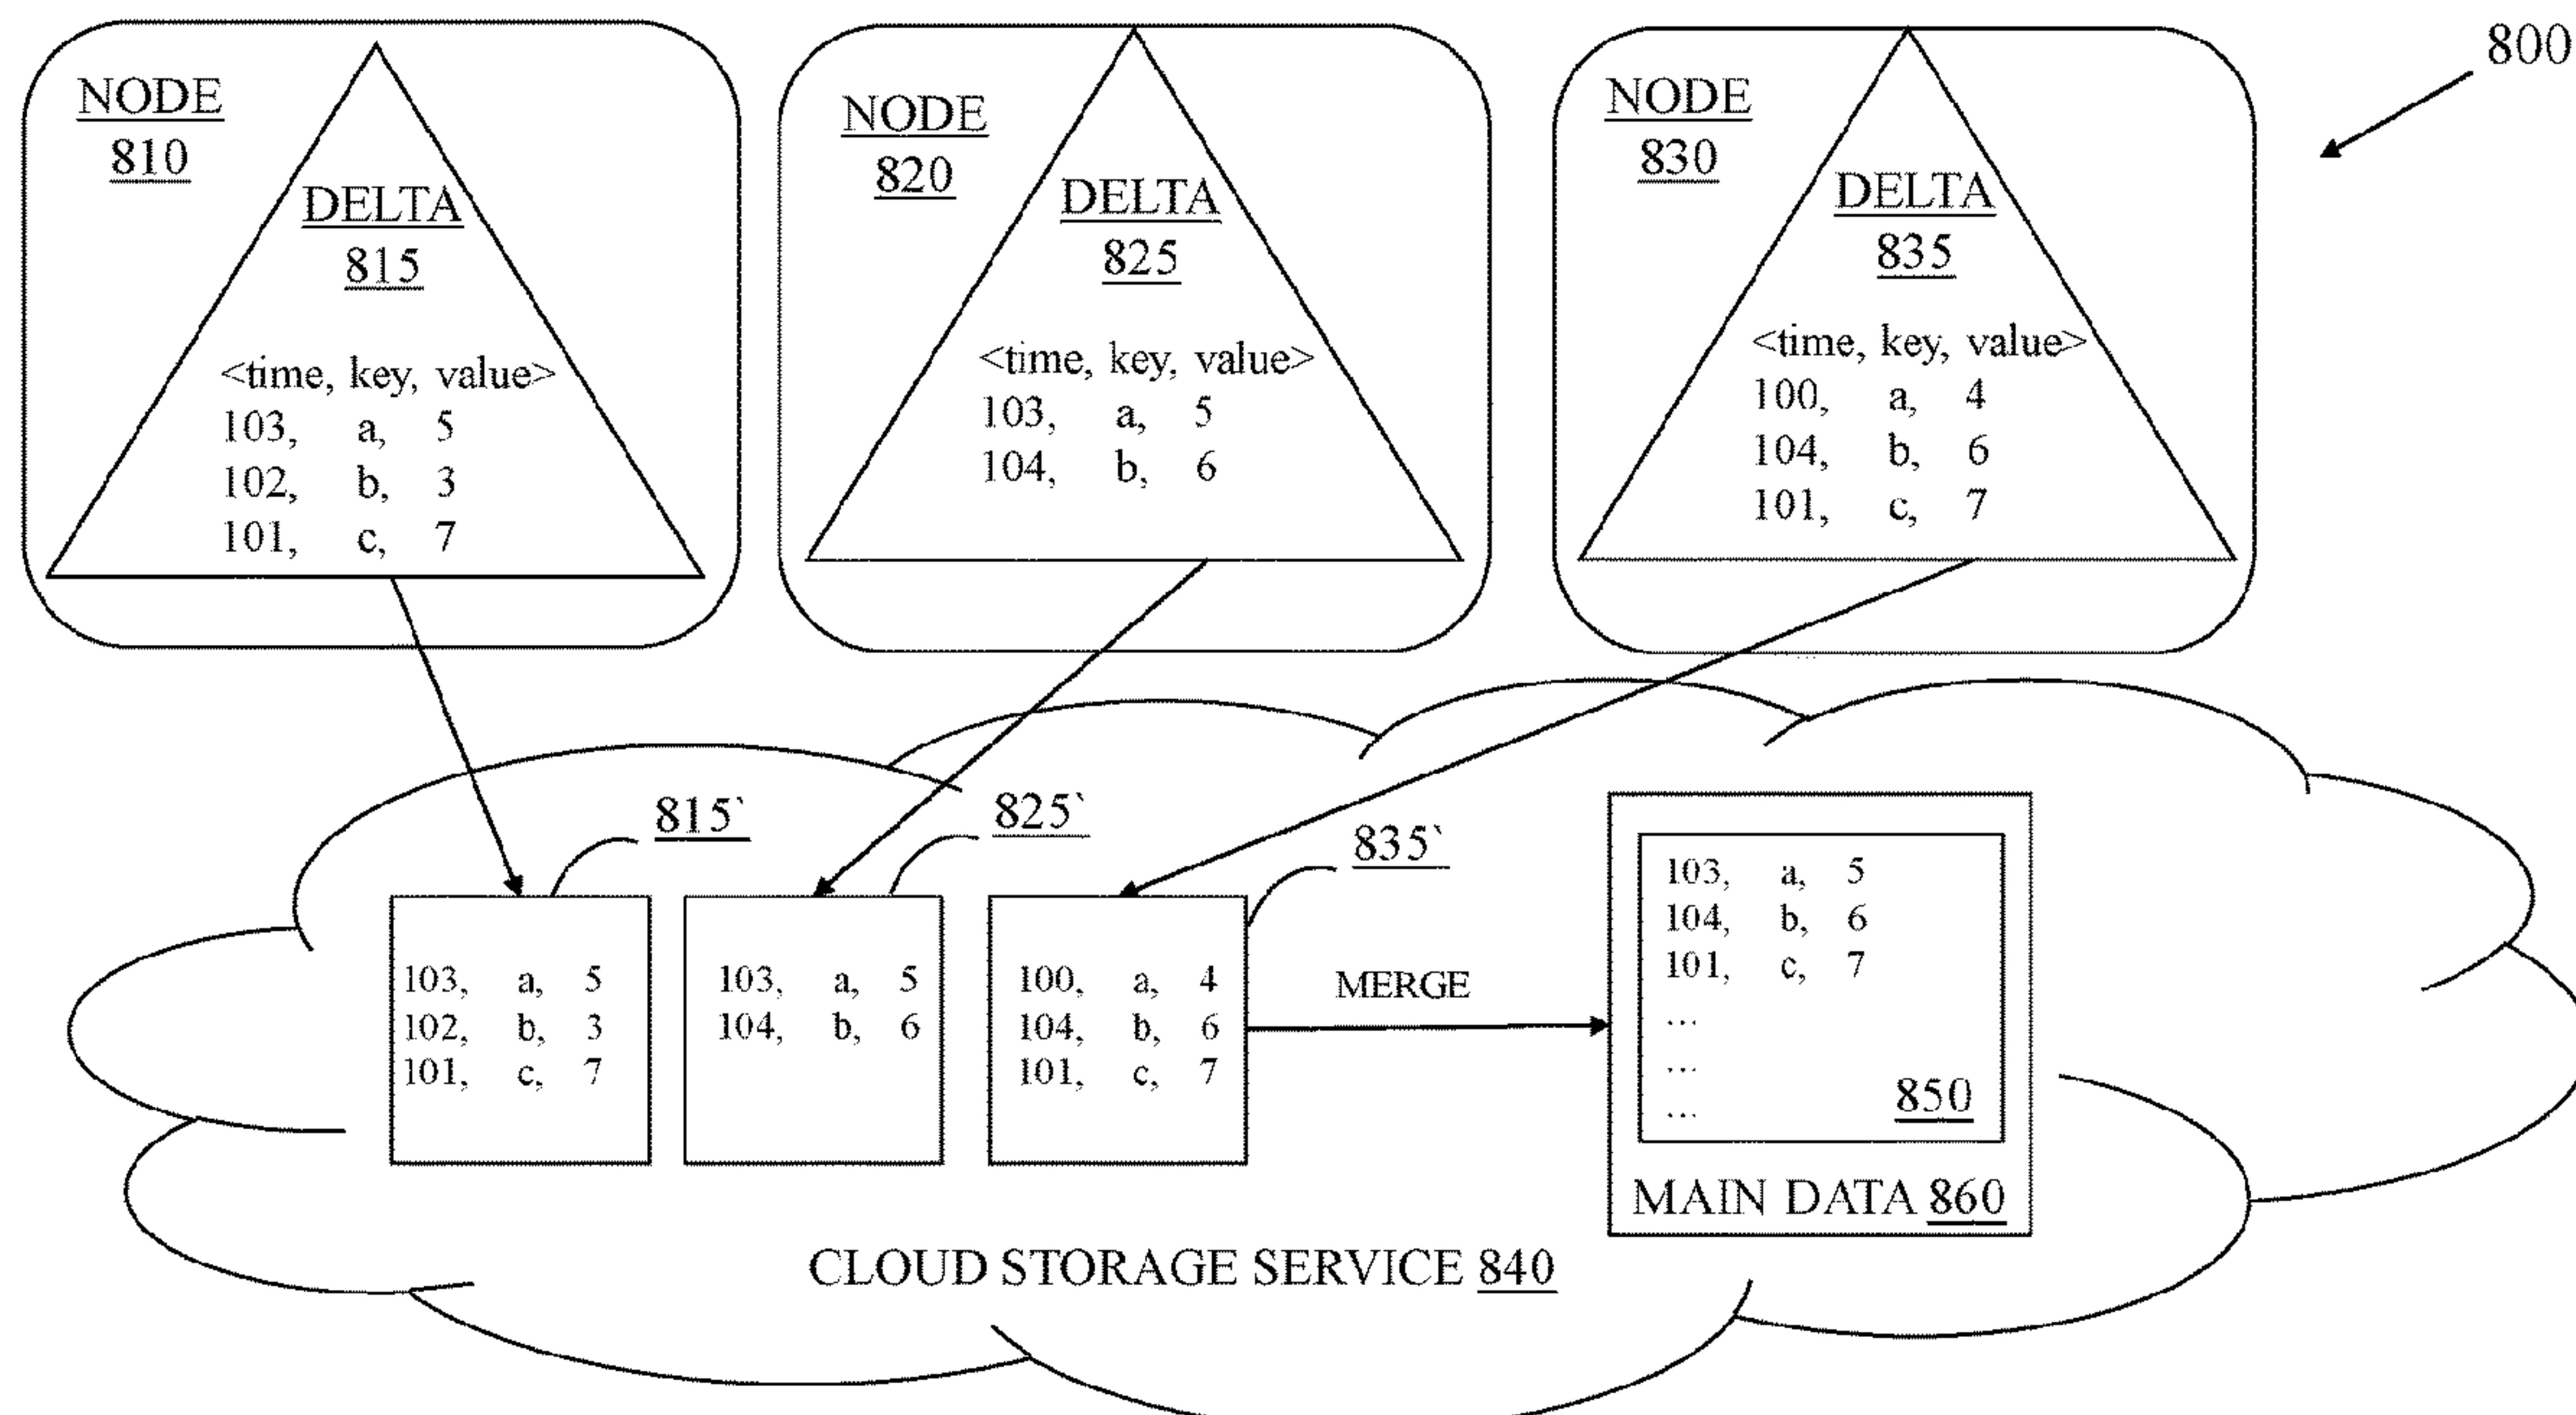 800
NODE
810
DELTA
815
<time, key, value>
103, a, 5
102, b, 3
101, c, 7
NODE
820
DELTA
825
<time, key, value>
103, a, 5
104, b, 6
NODE
830
DELTA
835
<time, key, value>
100, a, 4
104, b, 6
101, c, 7
815`
103, a, 5
102, b, 3
101, c, 7
825`
103, a, 5
104, b, 6
835`
100, a, 4
104, b, 6
101, c, 7
MERGE
103, a, 5
104, b, 6
101, c, 7
...
...
...
850
MAIN DATA 860
CLOUD STORAGE SERVICE 840